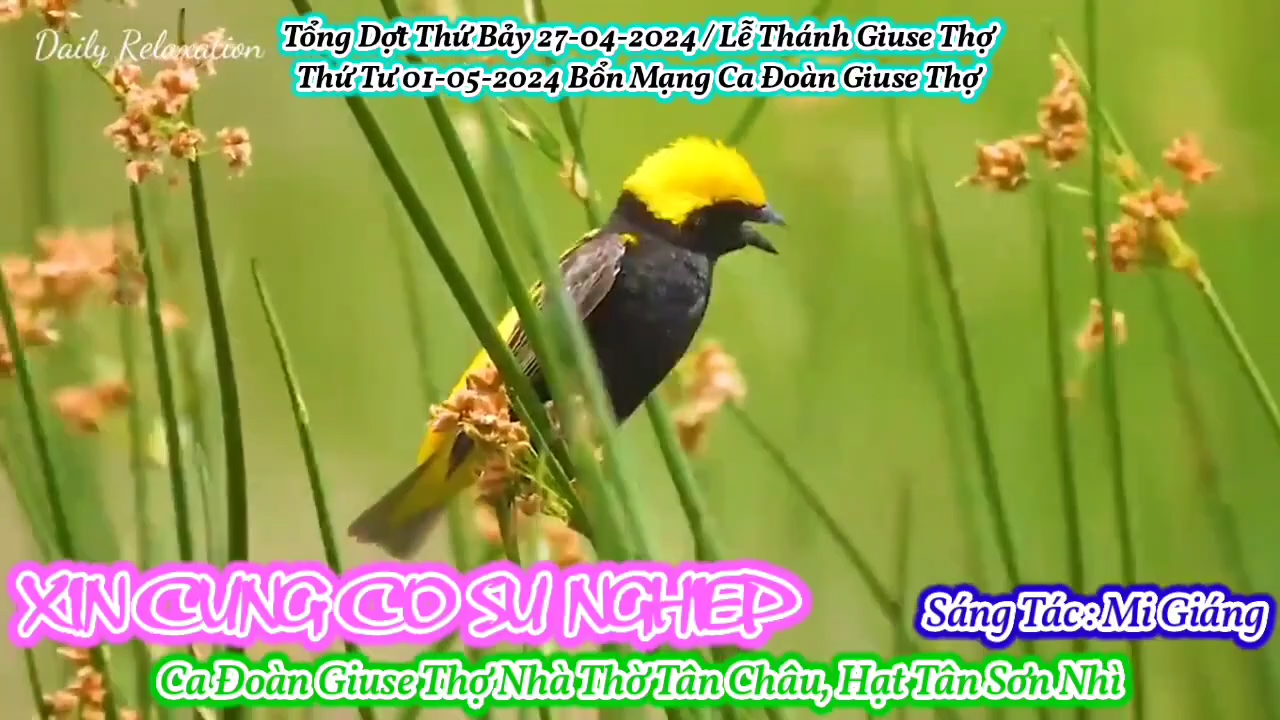 Daily Relaxation
Tổng Dợt Thứ Bảy 27-04-2024 / Lễ Thánh Giuse Thợ
Thứ Tư 01-05-2024 Bổn Mạng Ca Đoàn Giuse Thợ
XIN CUNG CO SU NGHIEP
Sáng Tác : Mi Giáng
Ca Đoàn Giuse Thợ Nhà Thờ Tân Châu, Hạt Tân Sơn Nhì